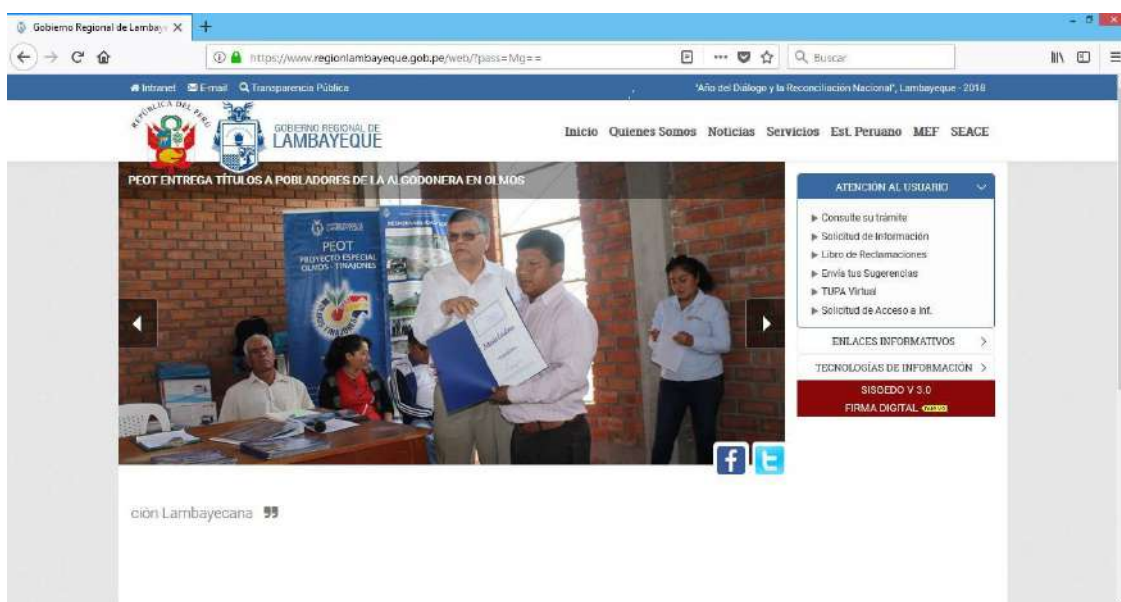 Gobierno Regional de Lambay
https://www.regionlambayeque.gob.pe/web/?pass=Mg==
Buscar
Intranet E-mail Transparencia Pública
"Año del Diálogo y la Reconciliación Nacional", Lambayeque - 2018
REPÚBLICA DEL PERÚ
GOBIERNO REGIONAL DE
LAMBAYEQUE
Inicio Quienes Somos Noticias Servicios Est. Peruano MEF SEACE
PEOT ENTREGA TÍTULOS A POBLADORES DE LA ALGODONERA EN OLMOS
PEOT
PROYECTO ESPECIAL
OLMOS - TINAJONES
ATENCIÓN AL USUARIO
Consulte su trámite
Solicitud de Información
Libro de Reclamaciones
Envía tus Sugerencias
TUPA Virtual
Solicitud de Acceso a Inf.
ENLACES INFORMATIVOS
TECNOLOGÍAS DE INFORMACIÓN
SISGEDO V 3.0
FIRMA DIGITAL
ción Lambayecana